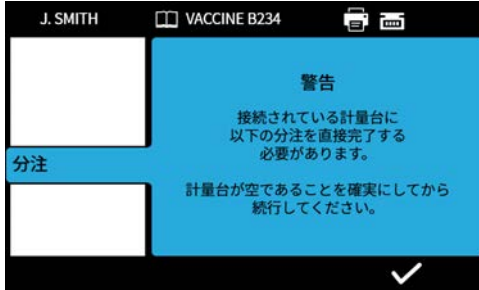 J. SMITH
VACCINE B234
警告
接続されている計量台に
以下の分注を直接完了する
必要があります。
分注
計量台が空であることを確実にしてから
続行してください。